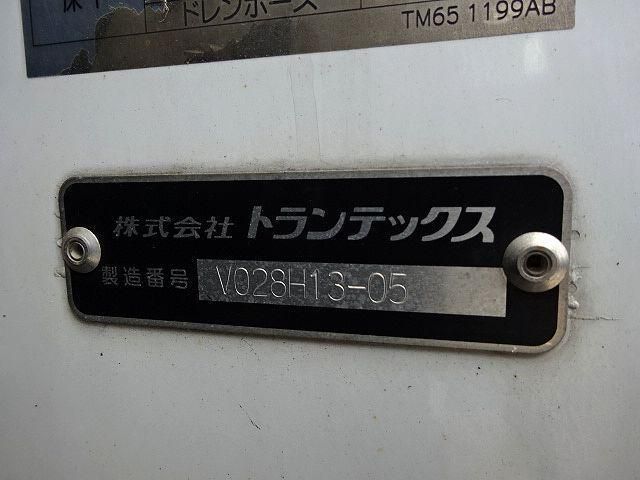 ドレンホース
TM65 1199AB
株式会社 トランテックス
製造番号 V028H13-05